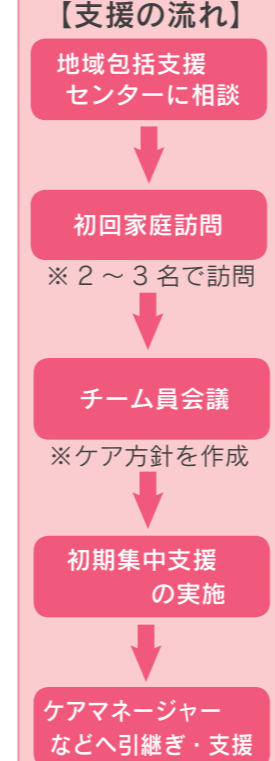 【支援の流れ】
地域包括支援
センターに相談
初回家庭訪問
※２～３名で訪問
チーム員会議
※ケア方針を作成
初期集中支援
の実施
ケアマネージャー
などへ引継ぎ・支援